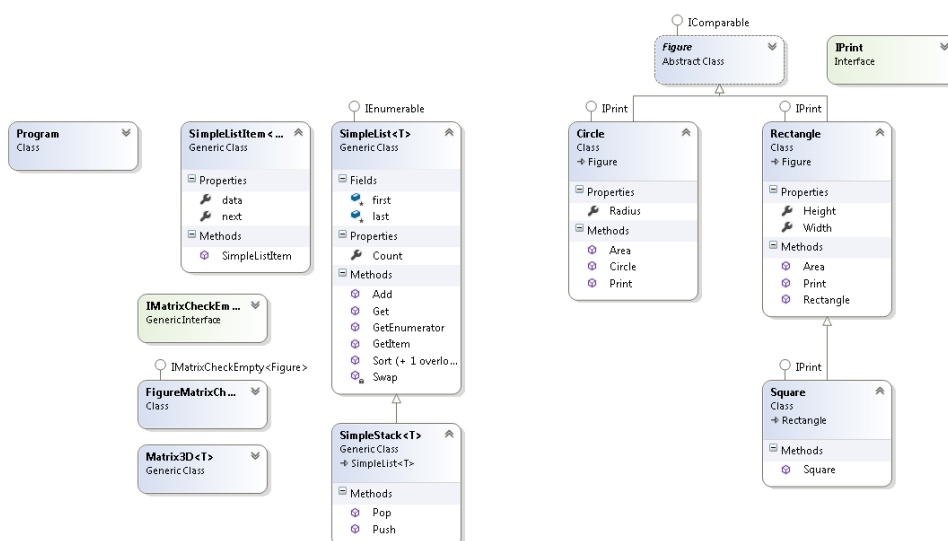 IComparable
Figure
Abstract Class
IPrint
Interface
Program
Class
SimpleListItem< ...
Generic Class
Properties
data
next
Methods
SimpleListItem
IEnumerable
SimpleList<T>
Generic Class
Fields
first
last
Properties
Count
Methods
Add
Get
GetEnumerator
GetItem
Sort (+ 1 overlo...
Swap
IPrint
Circle
Class
Figure
Properties
Radius
Methods
Area
Circle
Print
IPrint
Rectangle
Class
Figure
Properties
Height
Width
Methods
Area
Print
Rectangle
IMatrixCheckEm ...
Generic Interface
IMatrixCheckEmpty<Figure>
FigureMatrixCh ...
Class
Matrix3D<T>
Generic Class
SimpleStack<T>
Generic Class
SimpleList<T>
Methods
Pop
Push
IPrint
Square
Class
Rectangle
Methods
Square